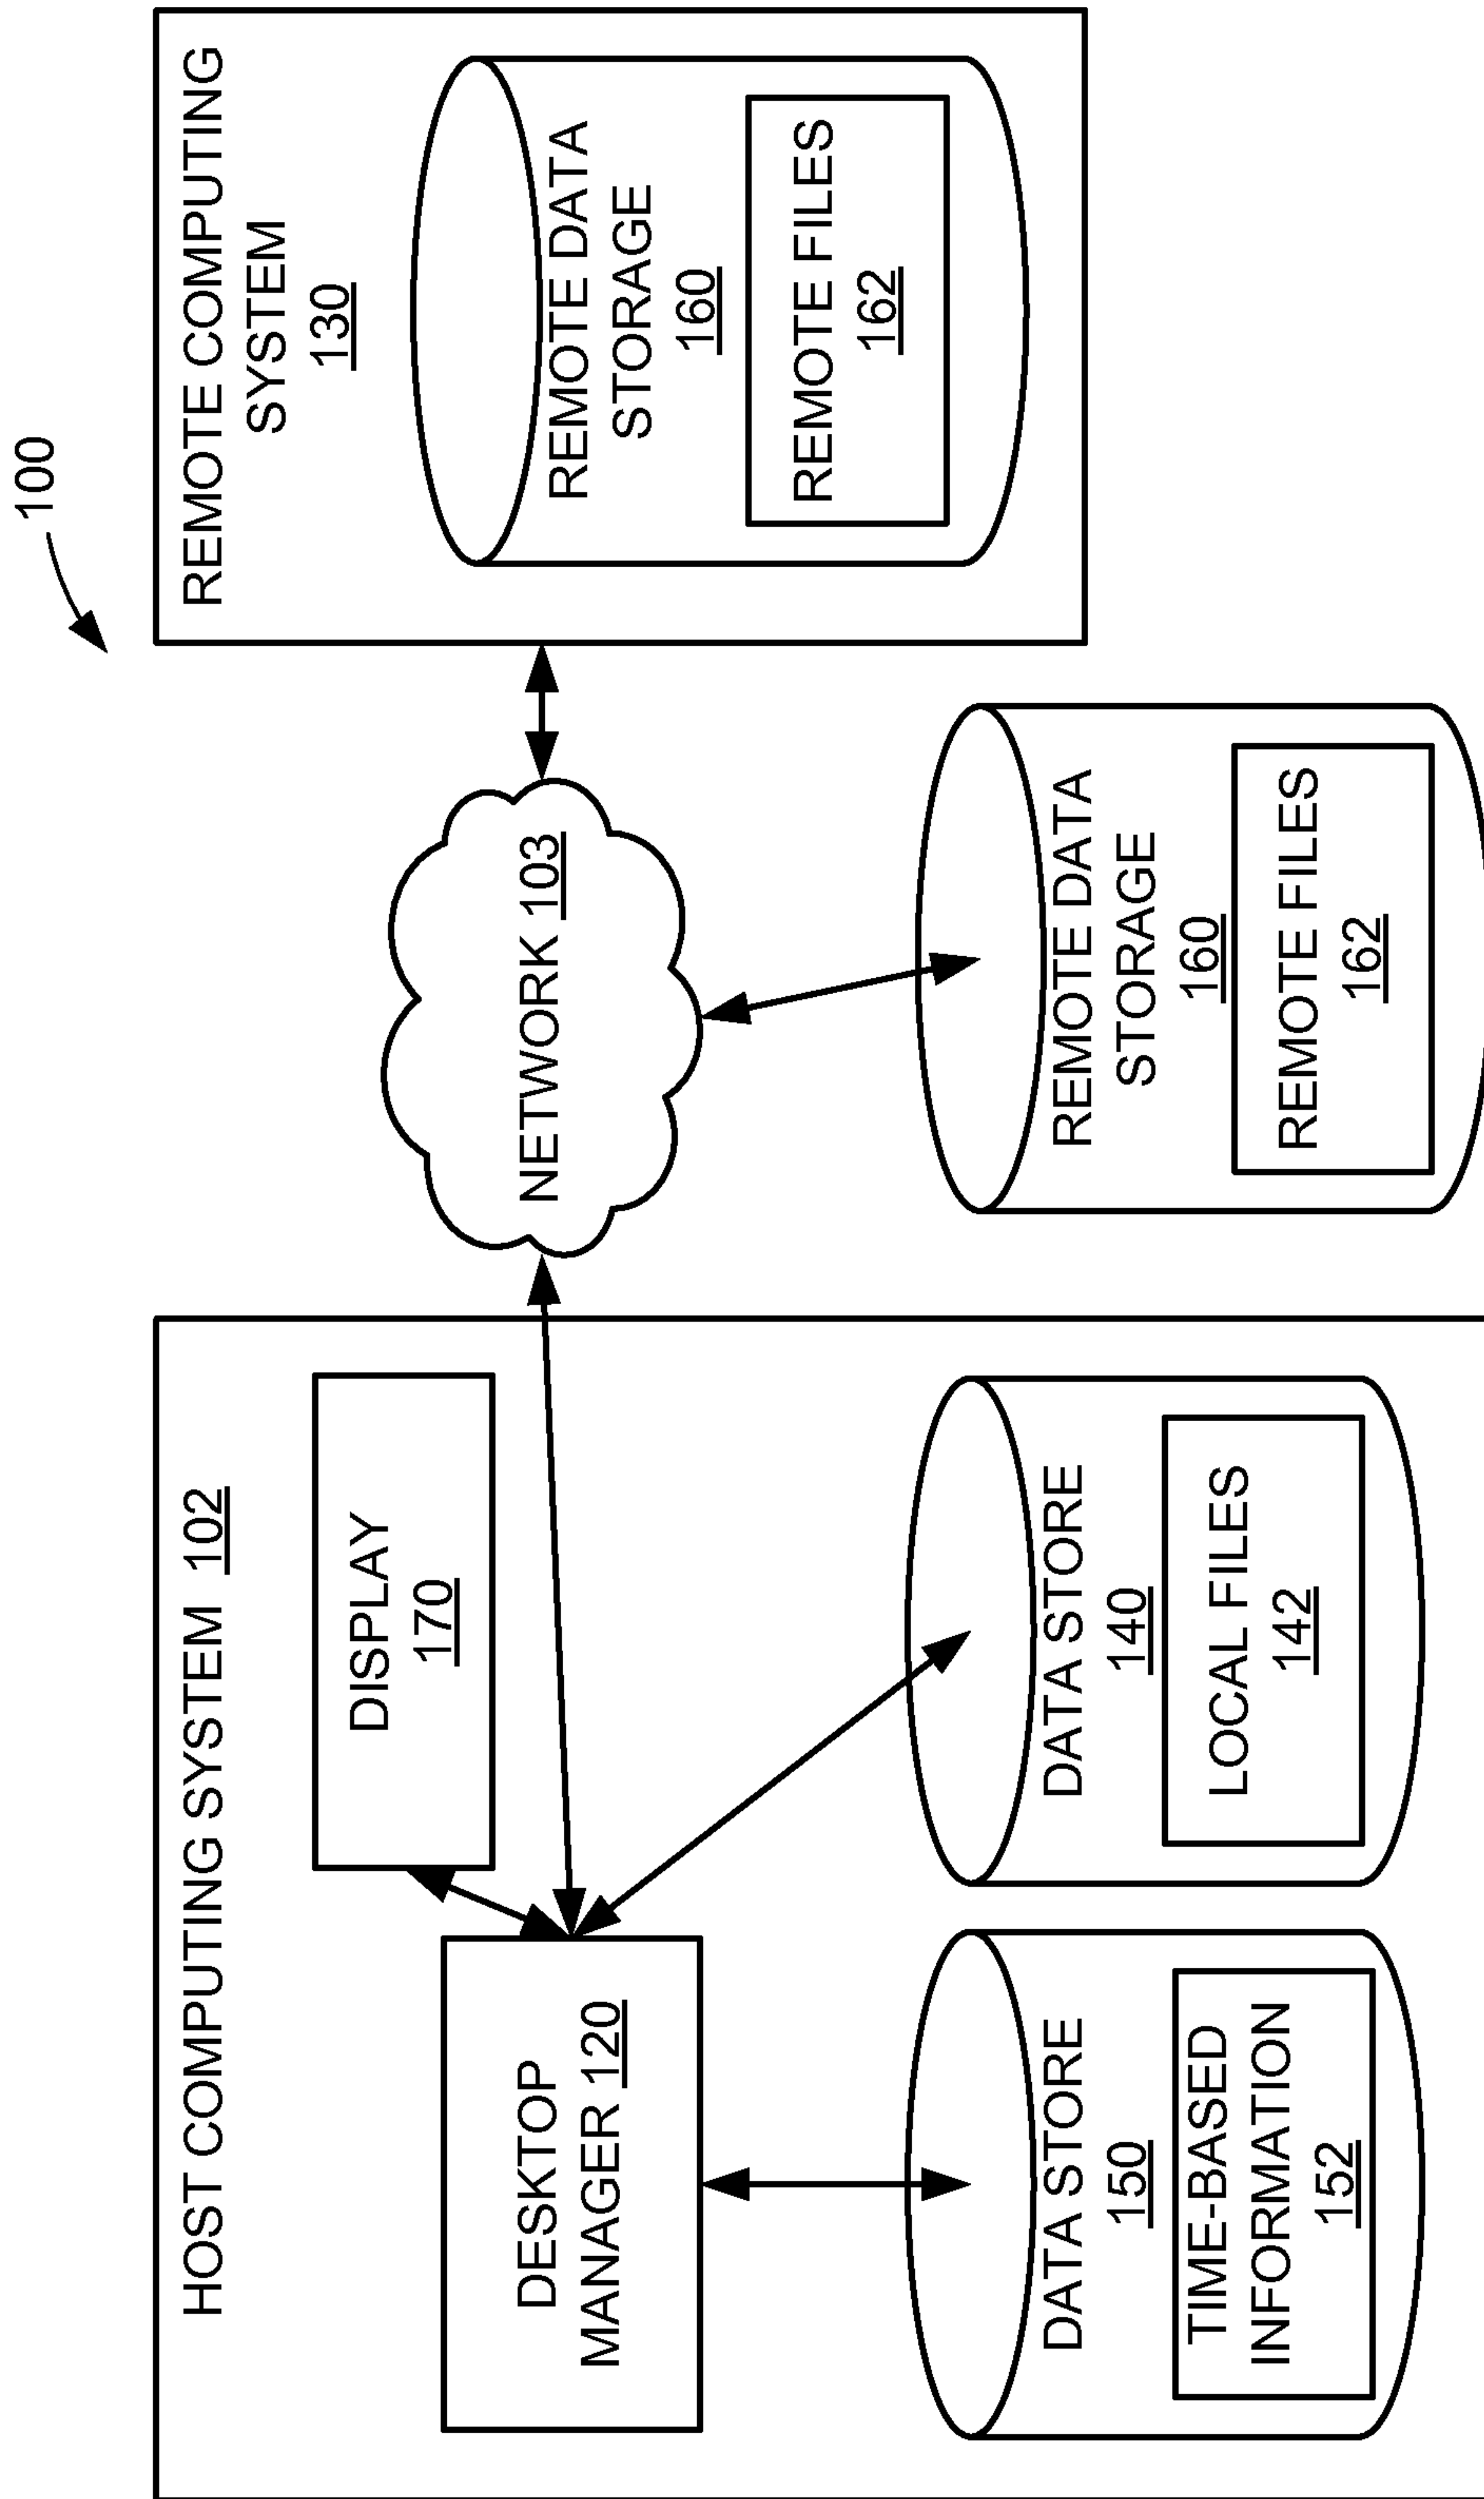 100
HOST COMPUTING SYSTEM 102
DISPLAY
170
DESKTOP
MANAGER 120
DATA STORE
150
TIME-BASED
INFORMATION
152
DATA STORE
140
LOCAL FILES
142
NETWORK 103
REMOTE DATA
STORAGE
160
REMOTE FILES
162
REMOTE COMPUTING
SYSTEM
130
REMOTE DATA
STORAGE
160
REMOTE FILES
162